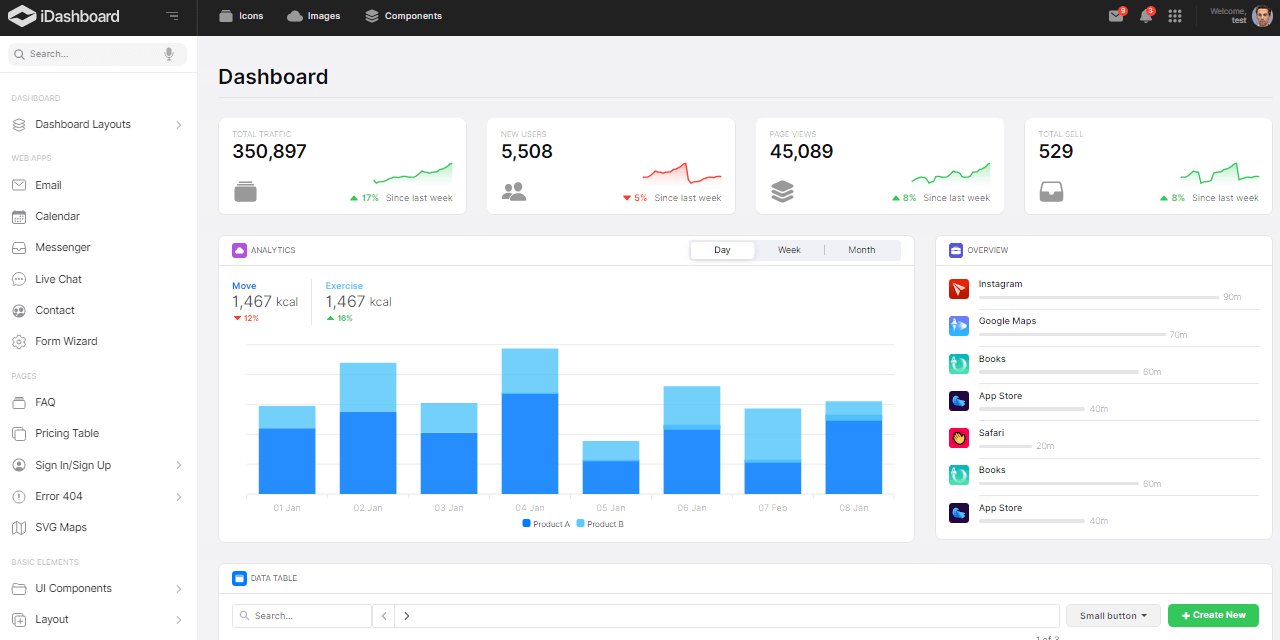 iDashboard
Icons
Images
Components
9
3
Welcome,
test
Search...
DASHBOARD
Dashboard Layouts
WEB APPS
Email
Calendar
Messenger
Live Chat
Contact
Form Wizard
PAGES
FAQ
Pricing Table
Sign In/Sign Up
Error 404
SVG Maps
BASIC ELEMENTS
UI Components
Layout
Dashboard
TOTAL TRAFFIC
350,897
17% Since last week
NEW USERS
5,508
5% Since last week
PAGE VIEWS
45,089
8% Since last week
TOTAL SELL
529
8% Since last week
ANALYTICS
Day
Week
Month
Move
1,467 kcal
12%
Exercise
1,467 kcal
16%
01 Jan
02 Jan
03 Jan
04 Jan
05 Jan
06 Jan
07 Feb
08 Jan
Product A
Product B
OVERVIEW
Instagram
90m
Google Maps
70m
Books
60m
App Store
40m
Safari
20m
Books
60m
App Store
40m
DATA TABLE
Search...
Small button
Create New
1 of 3